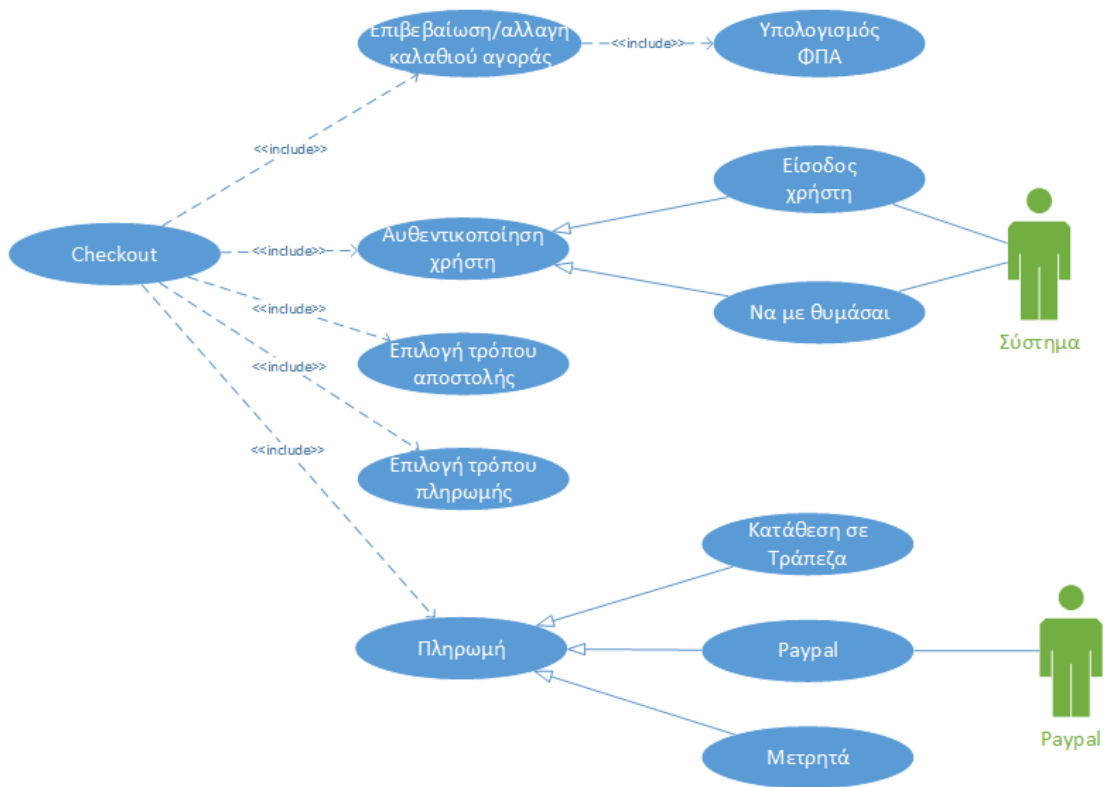 Επιβεβαίωση/αλλαγή
καλαθιού αγοράς
<<include>>
Υπολογισμός
ΦΠΑ
<<include>>
Είσοδος
χρήστη
Checkout
<<include>>
Αυθεντικοποίηση
χρήστη
Να με θυμάσαι
Σύστημα
<<include>>
Επιλογή τρόπου
αποστολής
<<include>>
Επιλογή τρόπου
πληρωμής
<<include>>
Κατάθεση σε
Τράπεζα
Πληρωμή
Paypal
Paypal
Μετρητά